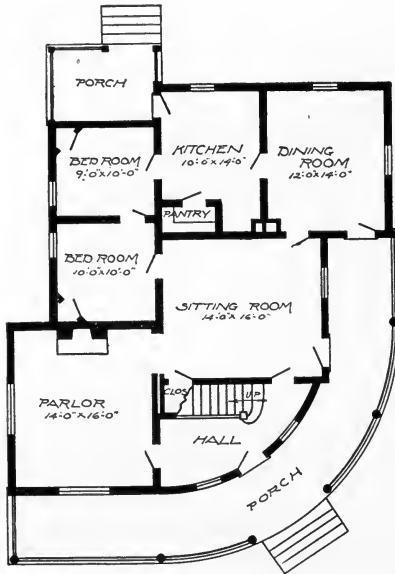 PORCH
KITCHEN
10'-0"X14'-0"
DINING
ROOM
12'-0"X14'-0"
BED ROOM
9'-0"X10'-0"
PANTRY
BED ROOM
10'-0"X10'-0"
SITTING ROOM
14'-0"X16'-0"
CLOS.
UP
PARLOR
14'-0"X16'-0"
HALL
PORCH